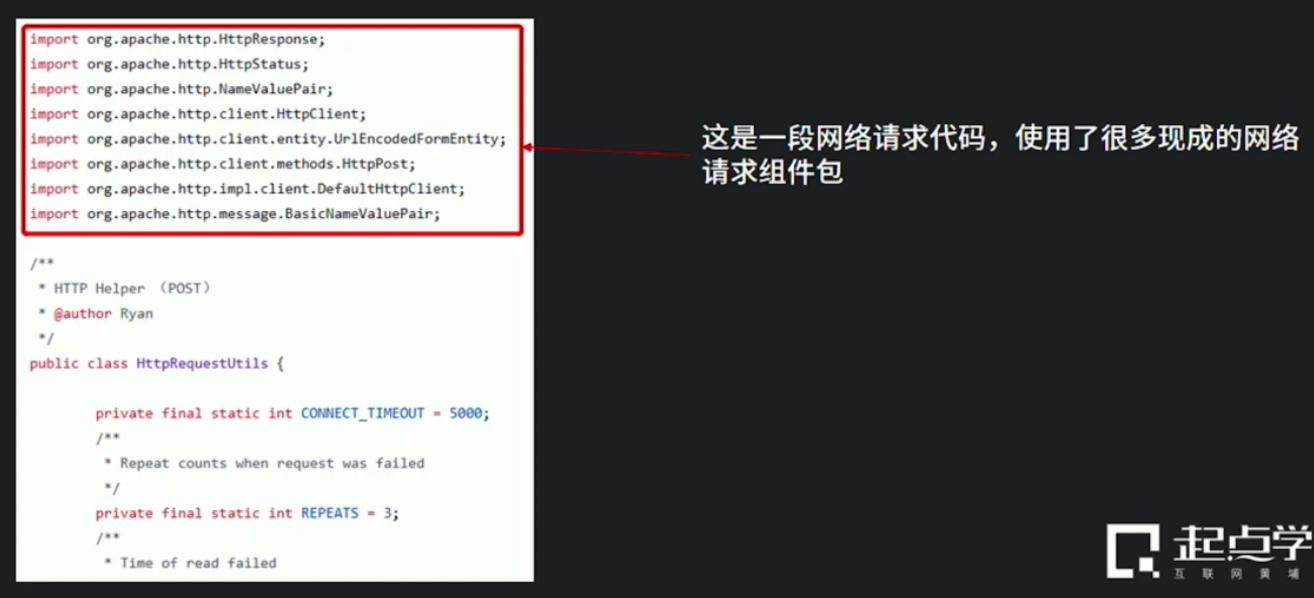 import org.apache.http.HttpResponse;
import org.apache.http.HttpStatus;
import org.apache.http.NameValuePair;
import org.apache.http.client.HttpClient;
import org.apache.http.client.entity.UrlEncodedFormEntity;
import org.apache.http.client.methods.HttpPost;
import org.apache.http.impl.client.DefaultHttpClient;
import org.apache.http.message.BasicNameValuePair;
/**
* HTTP Helper （POST）
* @author Ryan
*/
public class HttpRequestUtils {
private final static int CONNECT_TIMEOUT = 5000;
/**
* Repeat counts when request was failed
*/
private final static int REPEATS = 3;
/**
* Time of read failed
这是一段网络请求代码，使用了很多现成的网络
请求组件包
起点学
互联网黄埔